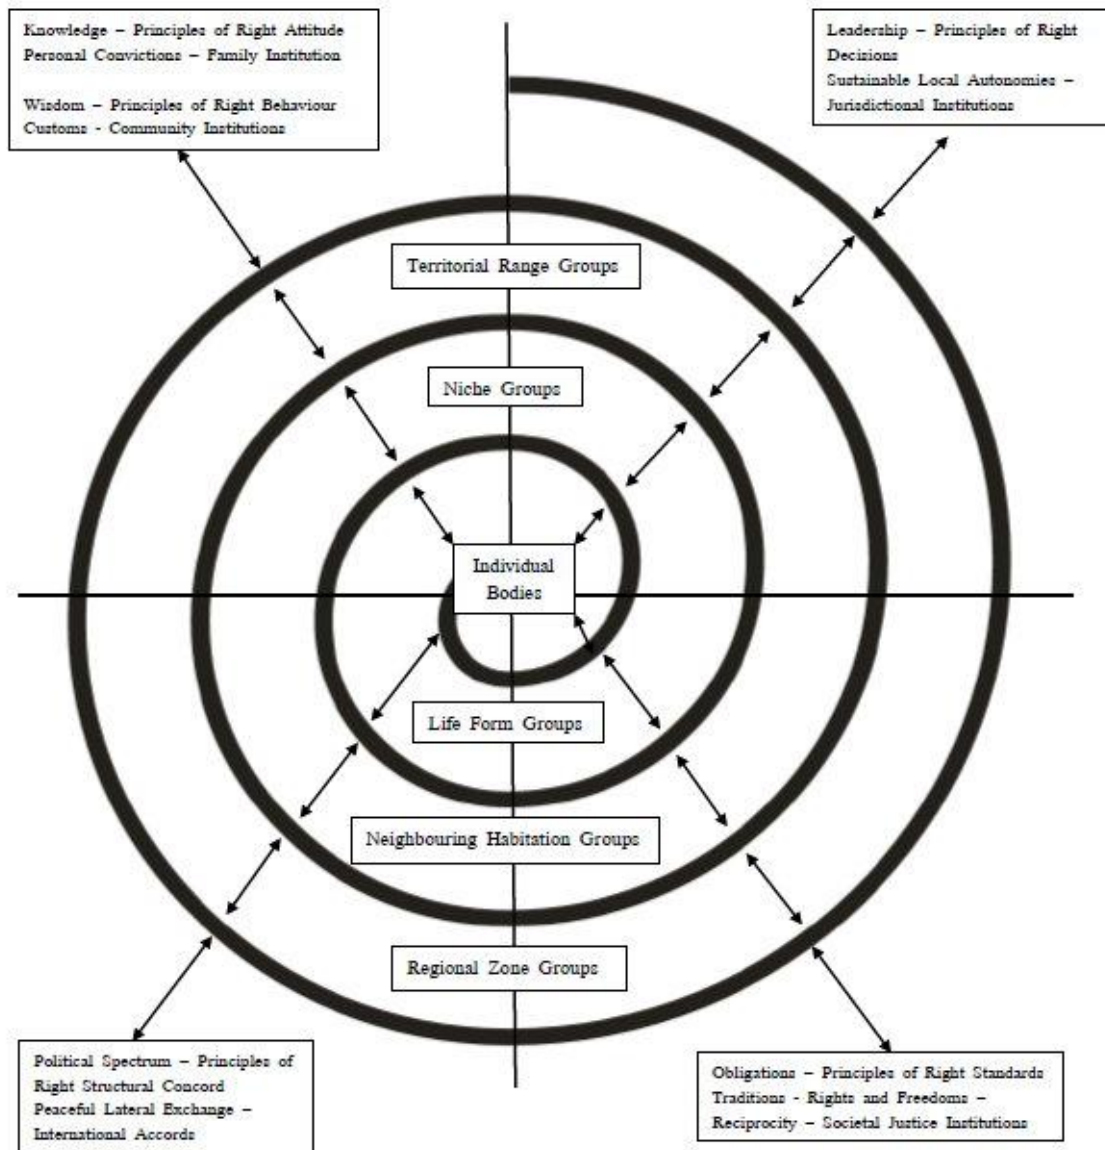 Knowledge – Principles of Right Attitude
Personal Convictions – Family Institution
Wisdom – Principles of Right Behaviour
Customs - Community Institutions
Leadership – Principles of Right
Decisions
Sustainable Local Autonomies –
Jurisdictional Institutions
Territorial Range Groups
Niche Groups
Individual
Bodies
Life Form Groups
Neighbouring Habitation Groups
Regional Zone Groups
Political Spectrum – Principles of
Right Structural Concord
Peaceful Lateral Exchange –
International Accords
Obligations – Principles of Right Standards
Traditions - Rights and Freedoms –
Reciprocity – Societal Justice Institutions